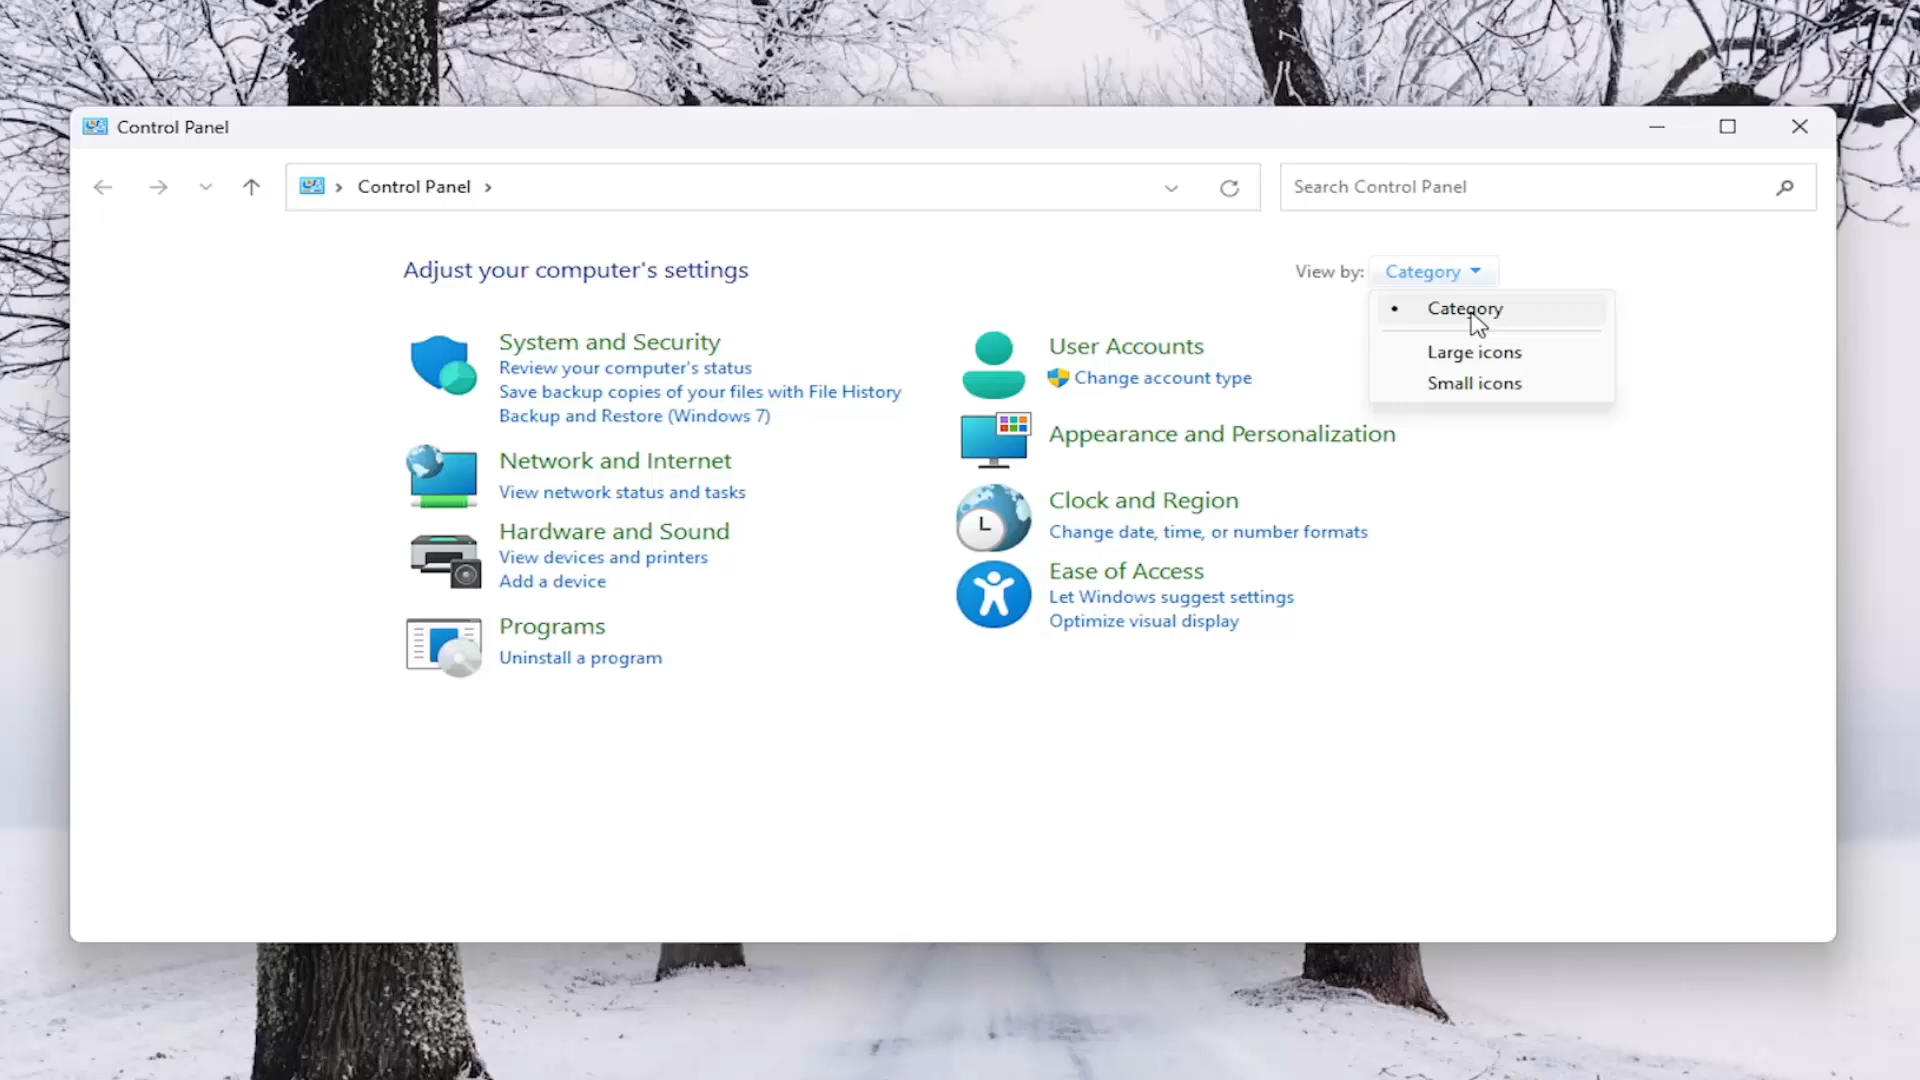 Control Panel
Control Panel
Search Control Panel
Adjust your computer's settings
View by: Category
Category
Large icons
Small icons
System and Security
Review your computer's status
Save backup copies of your files with File History
Backup and Restore (Windows 7)
Network and Internet
View network status and tasks
Hardware and Sound
View devices and printers
Add a device
Programs
Uninstall a program
User Accounts
Change account type
Appearance and Personalization
Clock and Region
Change date, time, or number formats
Ease of Access
Let Windows suggest settings
Optimize visual display